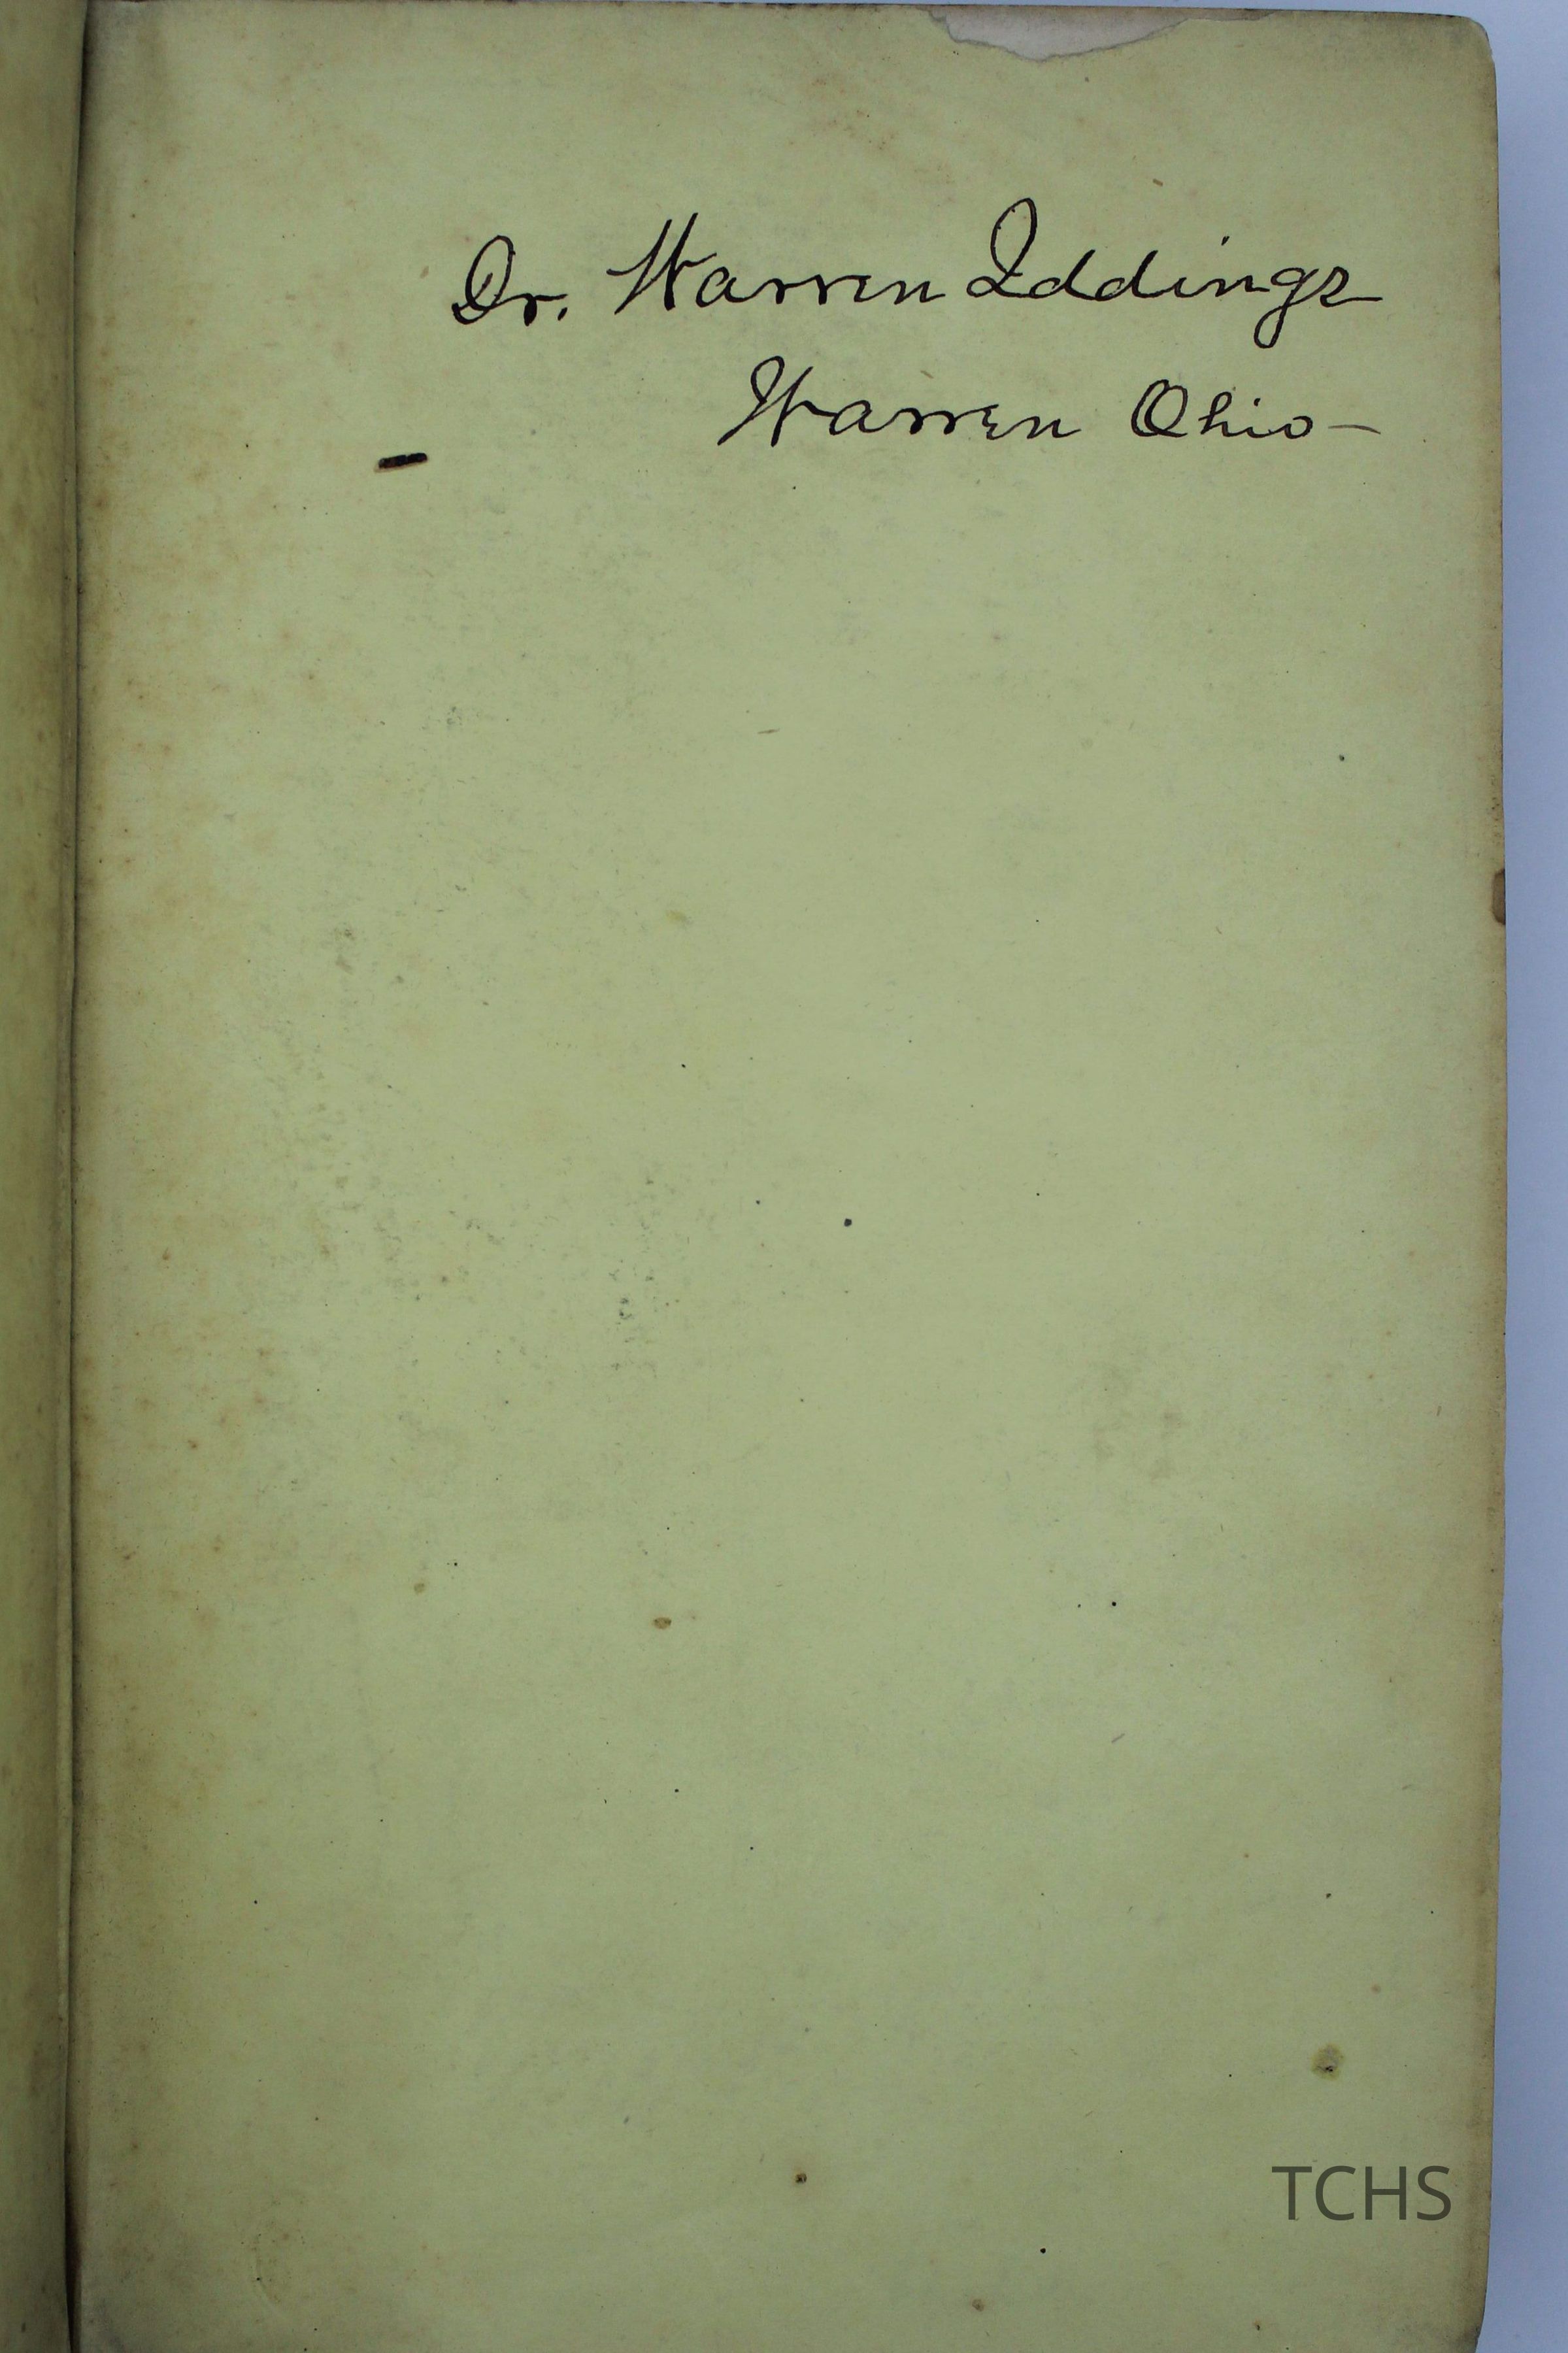 Dr. Warren Iddings
Warren Ohio-
TCHS